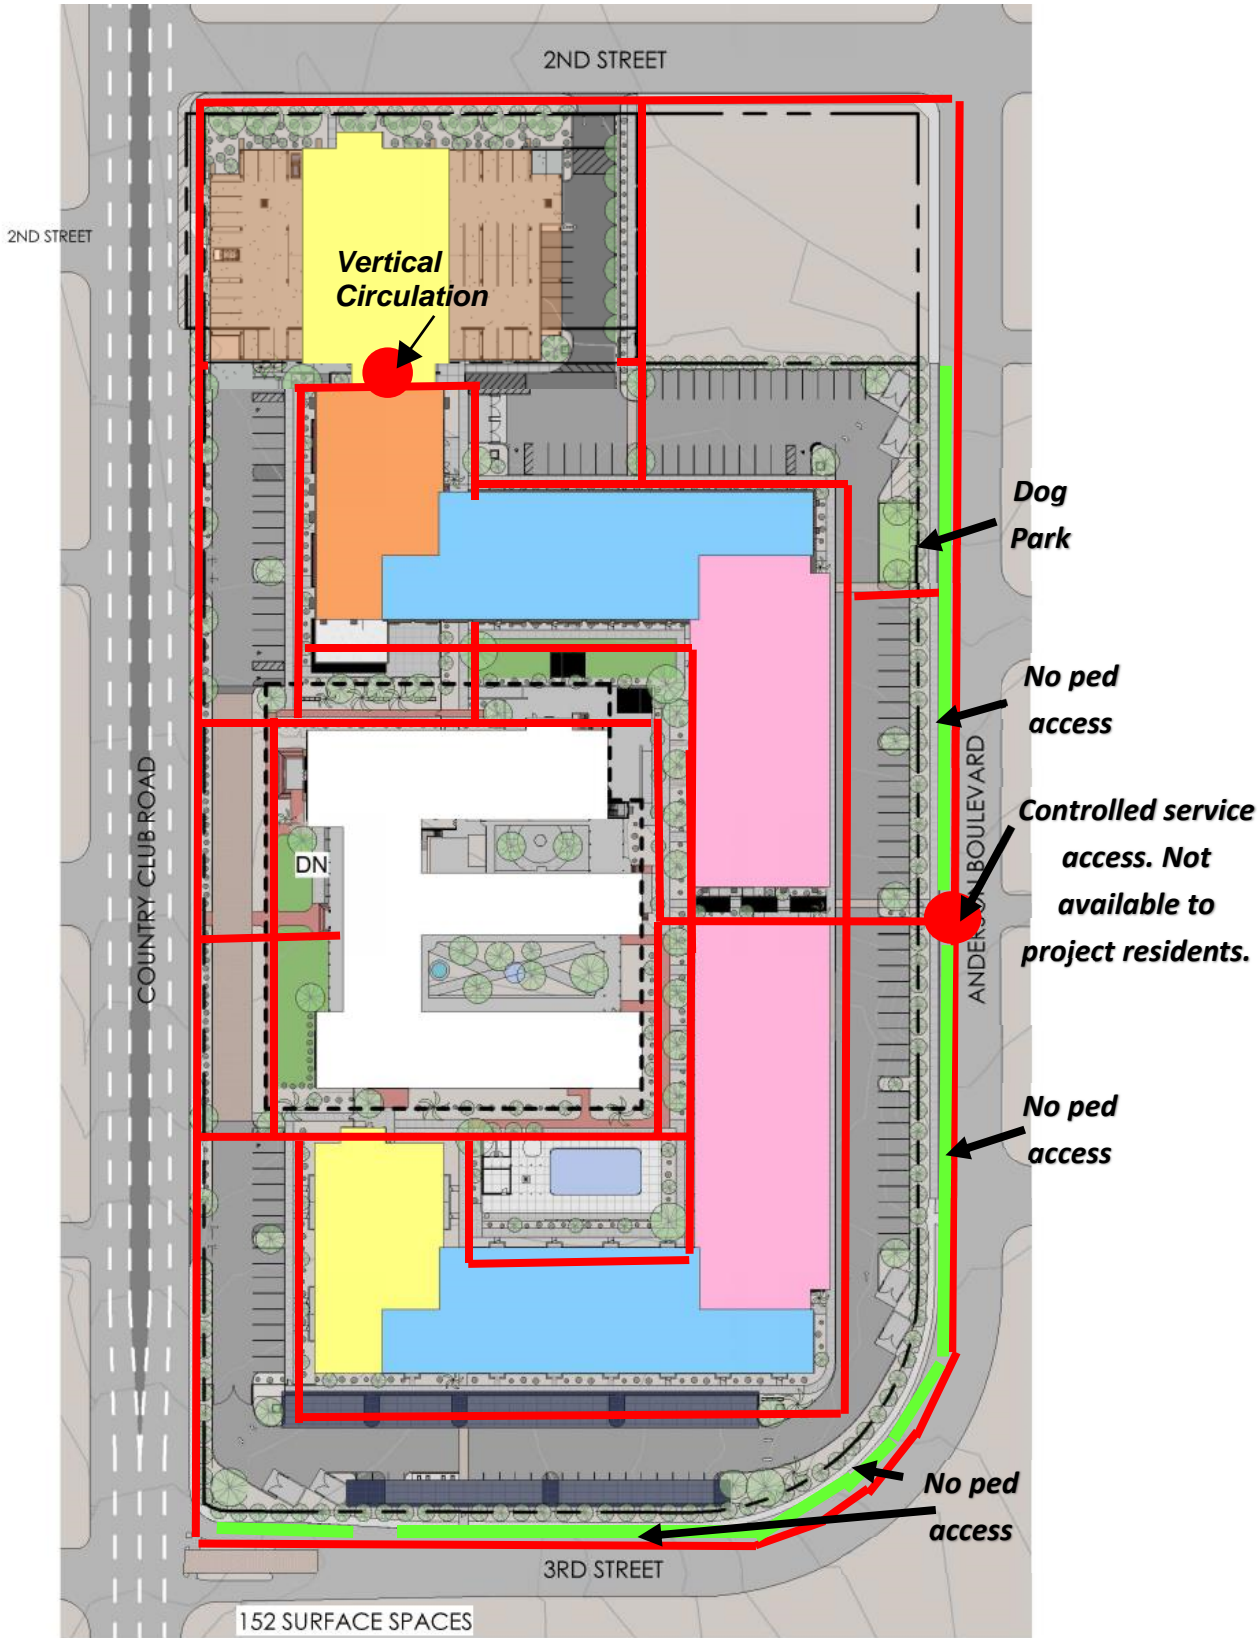 2ND STREET
2ND STREET
Vertical
Circulation
Dog
Park
No ped
access
COUNTRY CLUB ROAD
ANDERSON BOULEVARD
Controlled service
access. Not
available to
project residents.
DN
No ped
access
No ped
access
3RD STREET
152 SURFACE SPACES